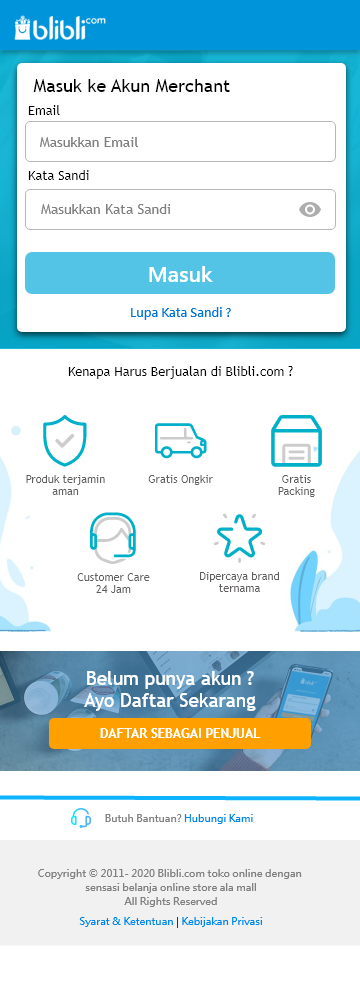 blibli.com
Masuk ke Akun Merchant
Email
Masukkan Email
Kata Sandi
Masukkan Kata Sandi
Masuk
Lupa Kata Sandi ?
Kenapa Harus Berjualan di Blibli.com ?
Produk terjamin
aman
Gratis Ongkir
Gratis
Packing
Customer Care
24 Jam
Dipercaya brand
ternama
Belum punya akun ?
Ayo Daftar Sekarang
DAFTAR SEBAGAI PENJUAL
Butuh Bantuan? Hubungi Kami
Copyright © 2011- 2020 Blibli.com toko online dengan
sensasi belanja online store ala mall
All Rights Reserved
Syarat & Ketentuan | Kebijakan Privasi